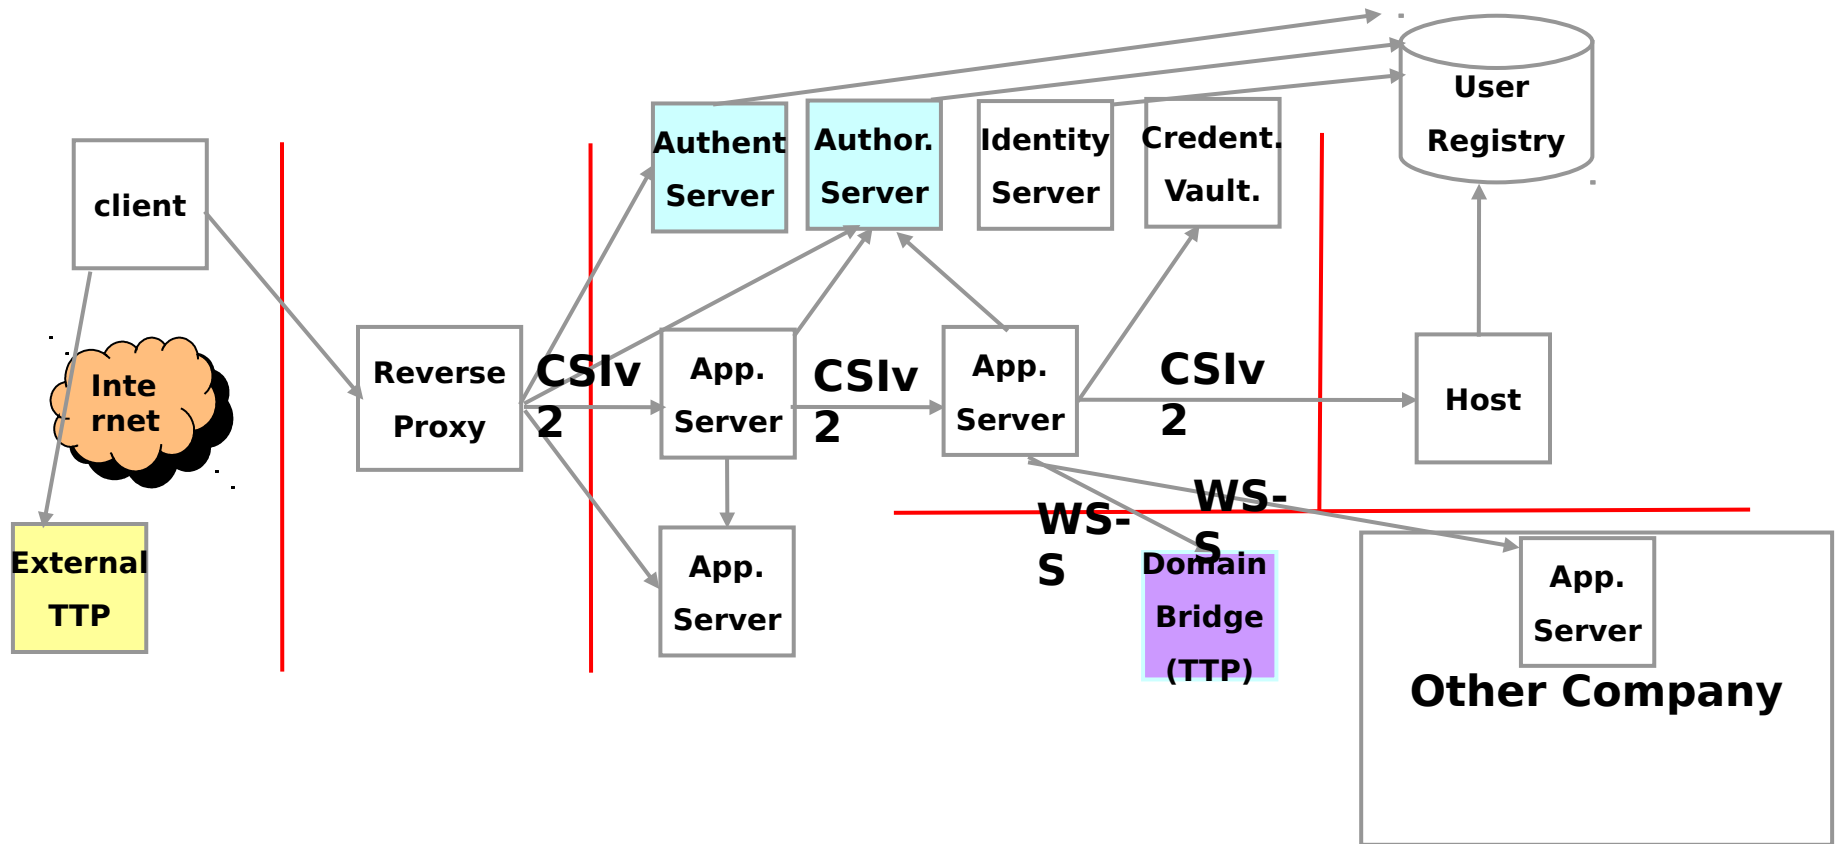 User
Registry
Authent
Server
Author.
Server
Identity
Server
Credent.
Vault.
client
Inte
rnet
Reverse
Proxy
CSIv
2
App.
Server
CSIv
2
App.
Server
CSIv
2
Host
External
TTP
App.
Server
WS-
S
WS-
S
Domain
Bridge
(TTP)
App.
Server
Other Company